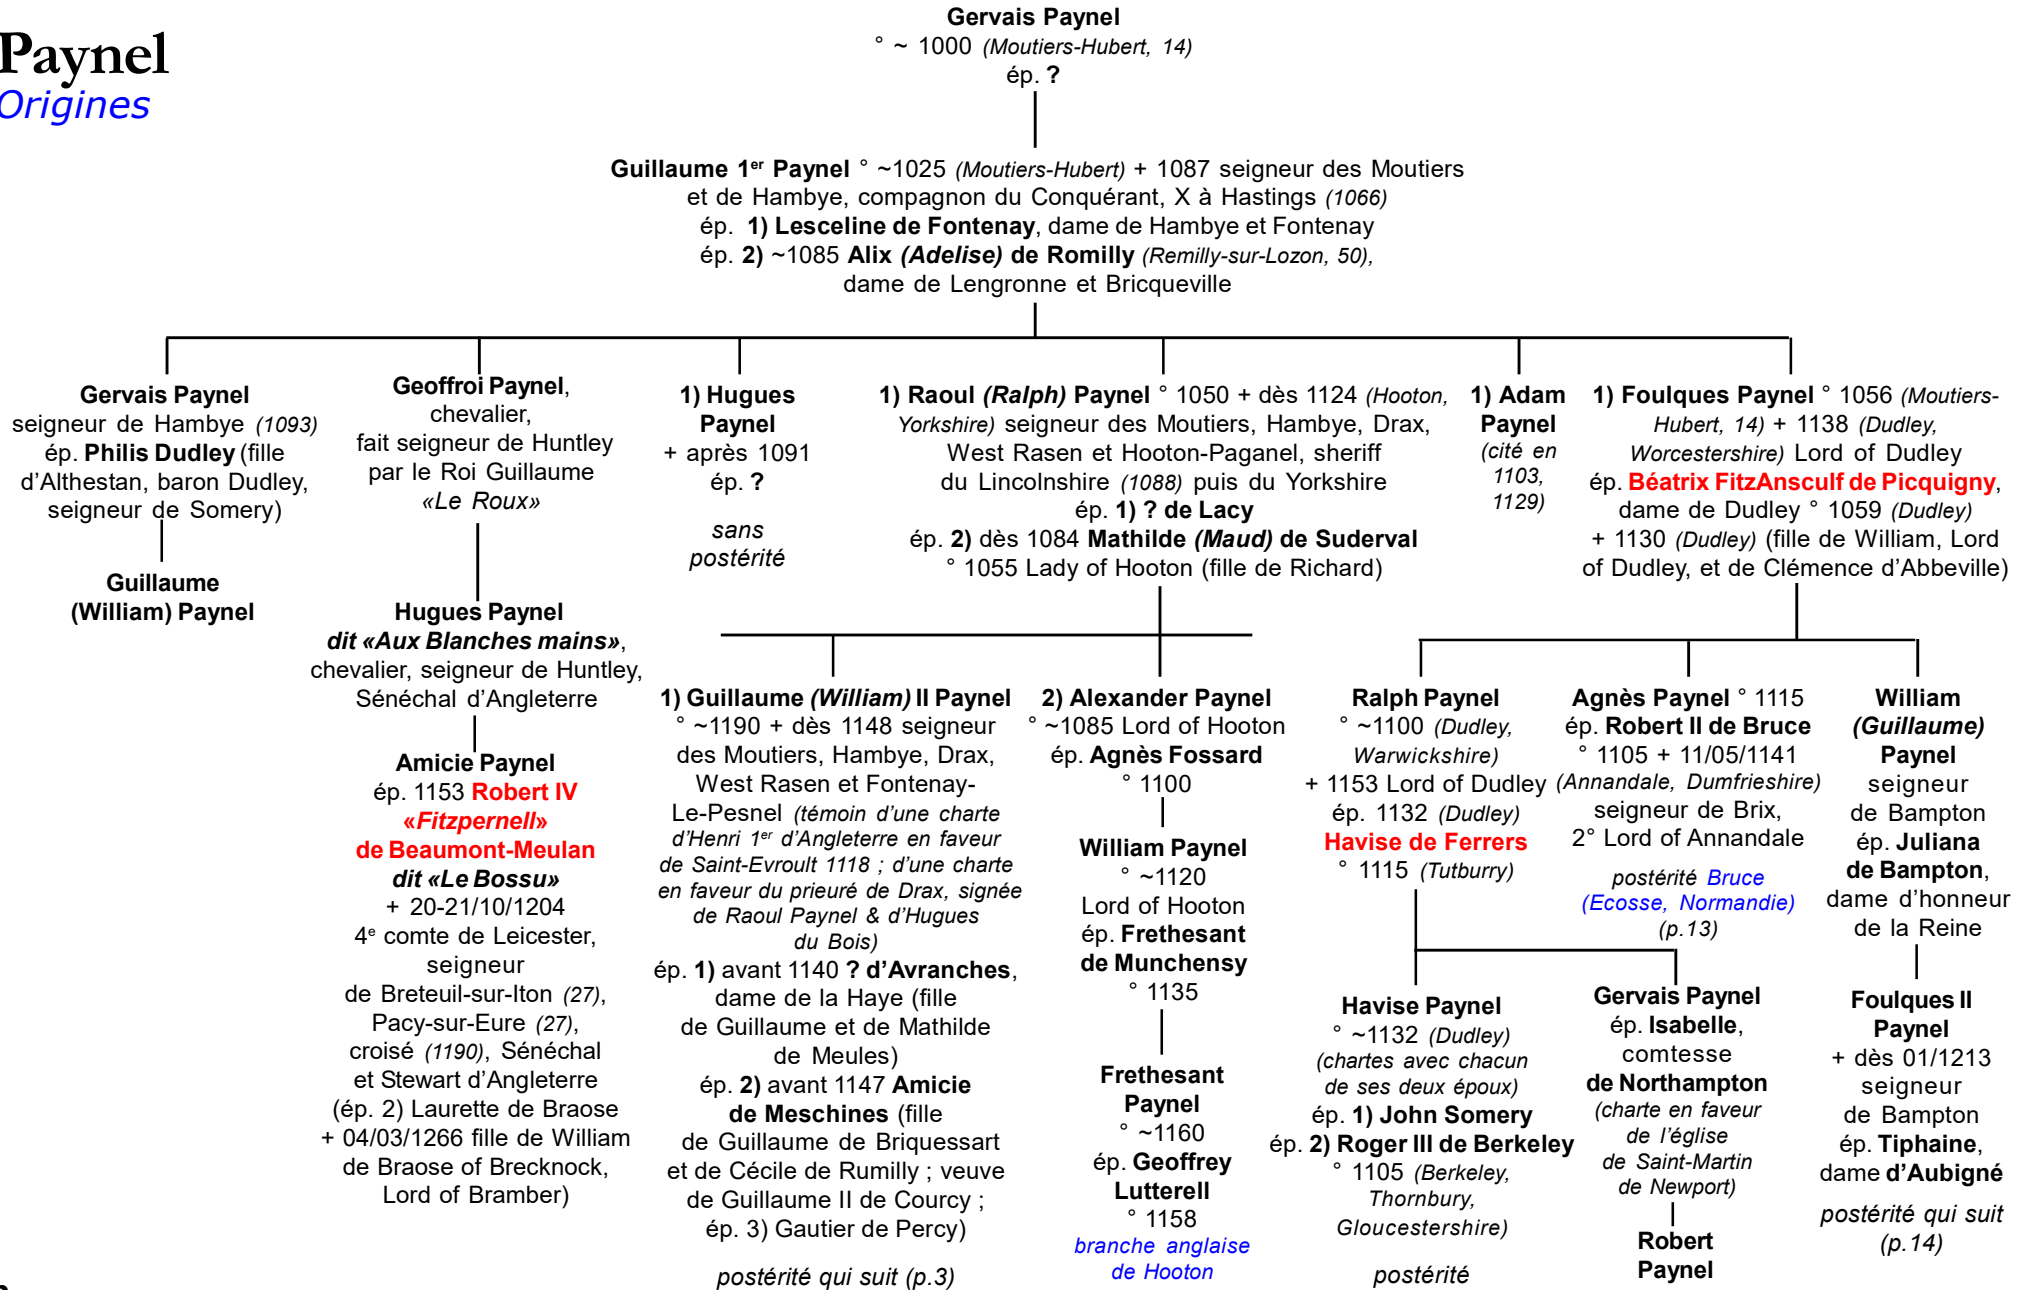 Paynel
Origines
Gervais Paynel
° ~ 1000 (Moutiers-Hubert, 14)
ép. ?
Guillaume 1er Paynel ° ~1025 (Moutiers-Hubert) + 1087 seigneur des Moutiers
et de Hambye, compagnon du Conquérant, X à Hastings (1066)
ép. 1) Lesceline de Fontenay, dame de Hambye et Fontenay
ép. 2) ~1085 Alix (Adelise) de Romilly (Remilly-sur-Lozon, 50),
dame de Lengronne et Bricqueville
Gervais Paynel
seigneur de Hambye (1093)
ép. Philis Dudley (fille
d'Althestan, baron Dudley,
seigneur de Somery)
Guillaume
(William) Paynel
Geoffroi Paynel,
chevalier,
fait seigneur de Huntley
par le Roi Guillaume
«Le Roux»
Hugues Paynel
dit «Aux Blanches mains»,
chevalier, seigneur de Huntley,
Sénéchal d'Angleterre
Amicie Paynel
ép. 1153 Robert IV
«Fitzpernell»
de Beaumont-Meulan
dit «Le Bossu»
+ 20-21/10/1204
4e comte de Leicester,
seigneur
de Breteuil-sur-Iton (27),
Pacy-sur-Eure (27),
croisé (1190), Sénéchal
et Stewart d'Angleterre
(ép. 2) Laurette de Braose
+ 04/03/1266 fille de William
de Braose of Brecknock,
Lord of Bramber)
1) Hugues
Paynel
+ après 1091
ép. ?
sans
postérité
1) Raoul (Ralph) Paynel ° 1050 + dès 1124 (Hooton,
Yorkshire) seigneur des Moutiers, Hambye, Drax,
West Rasen et Hooton-Paganel, sheriff
du Lincolnshire (1088) puis du Yorkshire
ép. 1) ? de Lacy
ép. 2) dès 1084 Mathilde (Maud) de Suderval
° 1055 Lady of Hooton (fille de Richard)
1) Guillaume (William) II Paynel
° ~1190 + dès 1148 seigneur
des Moutiers, Hambye, Drax,
West Rasen et Fontenay-
Le-Pesnel (témoin d'une charte
d'Henri 1er d'Angleterre en faveur
de Saint-Evroult 1118 ; d'une charte
en faveur du prieuré de Drax, signée
de Raoul Paynel & d'Hugues
du Bois)
ép. 1) avant 1140 ? d'Avranches,
dame de la Haye (fille
de Guillaume et de Mathilde
de Meules)
ép. 2) avant 1147 Amicie
de Meschines (fille
de Guillaume de Briquessart
et de Cécile de Rumilly ; veuve
de Guillaume II de Courcy ;
ép. 3) Gautier de Percy)
postérité qui suit (p.3)
2) Alexander Paynel
° ~1085 Lord of Hooton
ép. Agnès Fossard
° 1100
William Paynel
° ~1120
Lord of Hooton
ép. Frethesant
de Munchensy
° 1135
Frethesant
Paynel
° ~1160
ép. Geoffrey
Lutterell
° 1158
branche anglaise
de Hooton
1) Adam
Paynel
(cité en
1103,
1129)
1) Foulques Paynel ° 1056 (Moutiers-
Hubert, 14) + 1138 (Dudley,
Worcestershire) Lord of Dudley
ép. Béatrix FitzAnsculf de Picquigny,
dame de Dudley ° 1059 (Dudley)
+ 1130 (Dudley) (fille de William, Lord
of Dudley, et de Clémence d'Abbeville)
Ralph Paynel
° ~1100 (Dudley,
Warwickshire)
+ 1153 Lord of Dudley
ép. 1132 (Dudley)
Havise de Ferrers
° 1115 (Tutburry)
Havise Paynel
° ~1132 (Dudley)
(chartes avec chacun
de ses deux époux)
ép. 1) John Somery
ép. 2) Roger III de Berkeley
° 1105 (Berkeley,
Thornbury,
Gloucestershire)
postérité
Gervais Paynel
ép. Isabelle,
comtesse
de Northampton
(charte en faveur
de l'église
de Saint-Martin
de Newport)
Robert
Paynel
Agnès Paynel ° 1115
ép. Robert II de Bruce
° 1105 + 11/05/1141
(Annandale, Dumfrieshire)
seigneur de Brix,
2° Lord of Annandale
postérité Bruce
(Ecosse, Normandie)
(p.13)
William
(Guillaume)
Paynel
seigneur
de Bampton
ép. Juliana
de Bampton,
dame d'honneur
de la Reine
Foulques II
Paynel
+ dès 01/1213
seigneur
de Bampton
ép. Tiphaine,
dame d'Aubigné
postérité qui suit
(p.14)